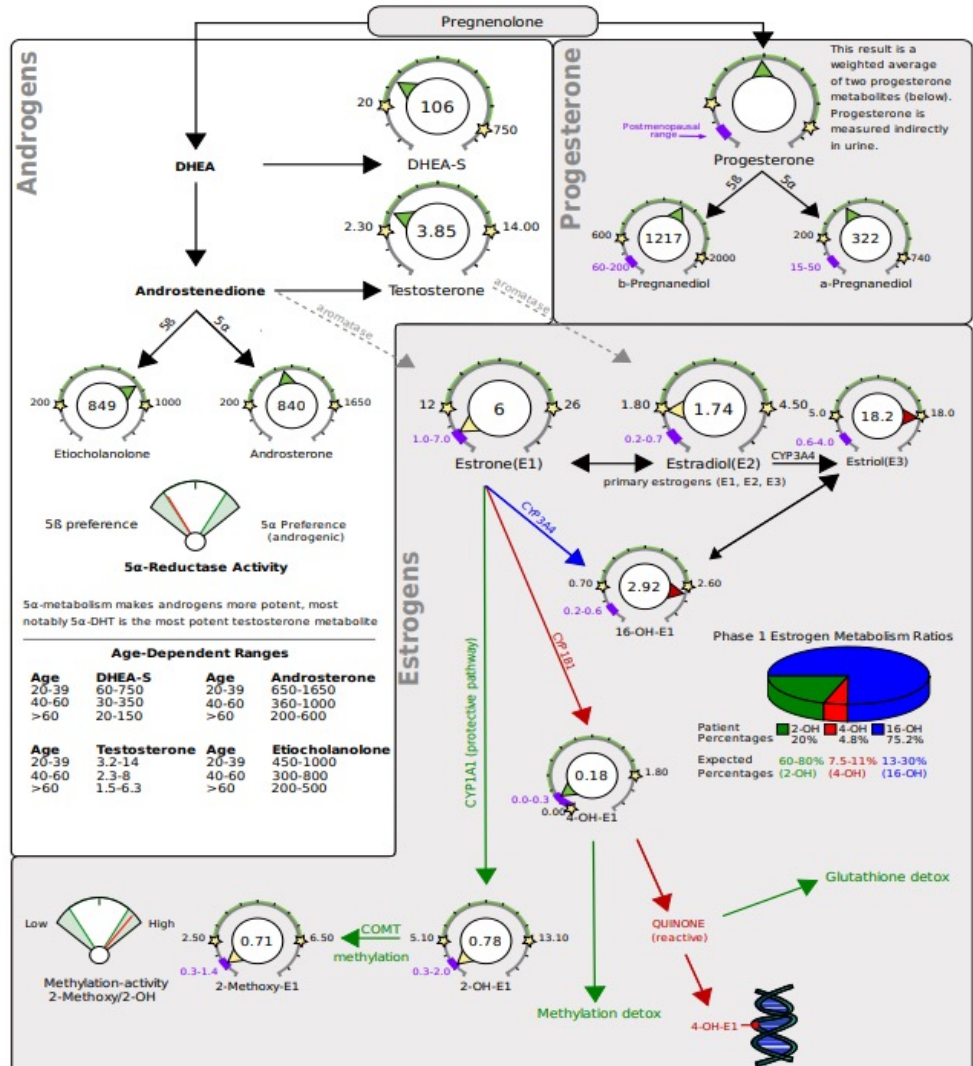 Pregnenolone
Androgens
20
106
750
DHEA-S
DHEA
2.30
3.85
14.00
Testosterone
Androstenedione
aromatase
aromatase
5ß
5α
200
849
1000
Etiocholanolone
200
840
1650
Androsterone
5ß preference
5α Preference
(androgenic)
5α-Reductase Activity
5α-metabolism makes androgens more potent, most
notably 5α-DHT is the most potent testosterone metabolite
Age-Dependent Ranges
Age DHEA-S Age Androsterone
20-39 60-750 20-39 650-1650
40-60 30-350 40-60 360-1000
>60 20-150 >60 200-600
Age Testosterone Age Etiocholanolone
20-39 3.2-14 20-39 450-1000
40-60 2.3-8 40-60 300-800
>60 1.5-6.3 >60 200-500
Progesterone
This result is a
weighted average
of two progesterone
metabolites (below).
Progesterone is
measured indirectly
in urine.
Postmenopausal
range
Progesterone
5ß
5α
600
1217
2000
60-200
b-Pregnanediol
200
322
740
15-50
a-Pregnanediol
Estrogens
12
6
26
1.0-7.0
Estrone(E1)
1.80
1.74
4.50
0.2-0.7
Estradiol(E2)
primary estrogens (E1, E2, E3)
CYP3A4
5.0
18.2
18.0
0.6-4.0
Estriol(E3)
CYP3A4
0.70
2.92
2.60
0.2-0.6
16-OH-E1
CYP1B1
CYP1A1 (protective pathway)
Phase 1 Estrogen Metabolism Ratios
Patient
Percentages
2-OH 4-OH 16-OH
20% 4.8% 75.2%
Expected
Percentages
60-80% 7.5-11% 13-30%
(2-OH) (4-OH) (16-OH)
0.18
1.80
0.0-0.3
0.00
4-OH-E1
Glutathione detox
QUINONE
(reactive)
4-OH-E1
Methylation detox
Low
High
Methylation-activity
2-Methoxy/2-OH
2.50
0.71
6.50
0.3-1.4
2-Methoxy-E1
COMT
methylation
5.10
0.78
13.10
0.3-2.0
2-OH-E1